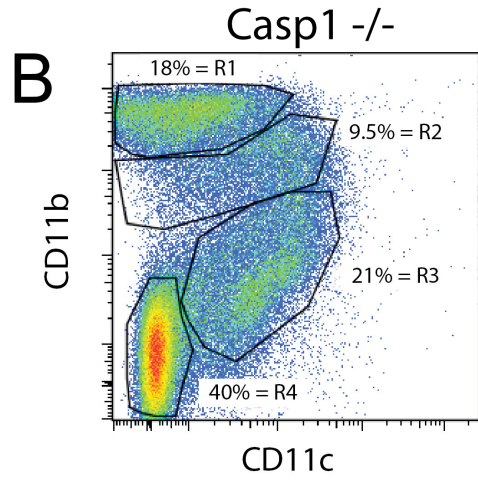 Casp1 -/-
B
18% = R1
9.5% = R2
CD11b
21% = R3
40% = R4
CD11c